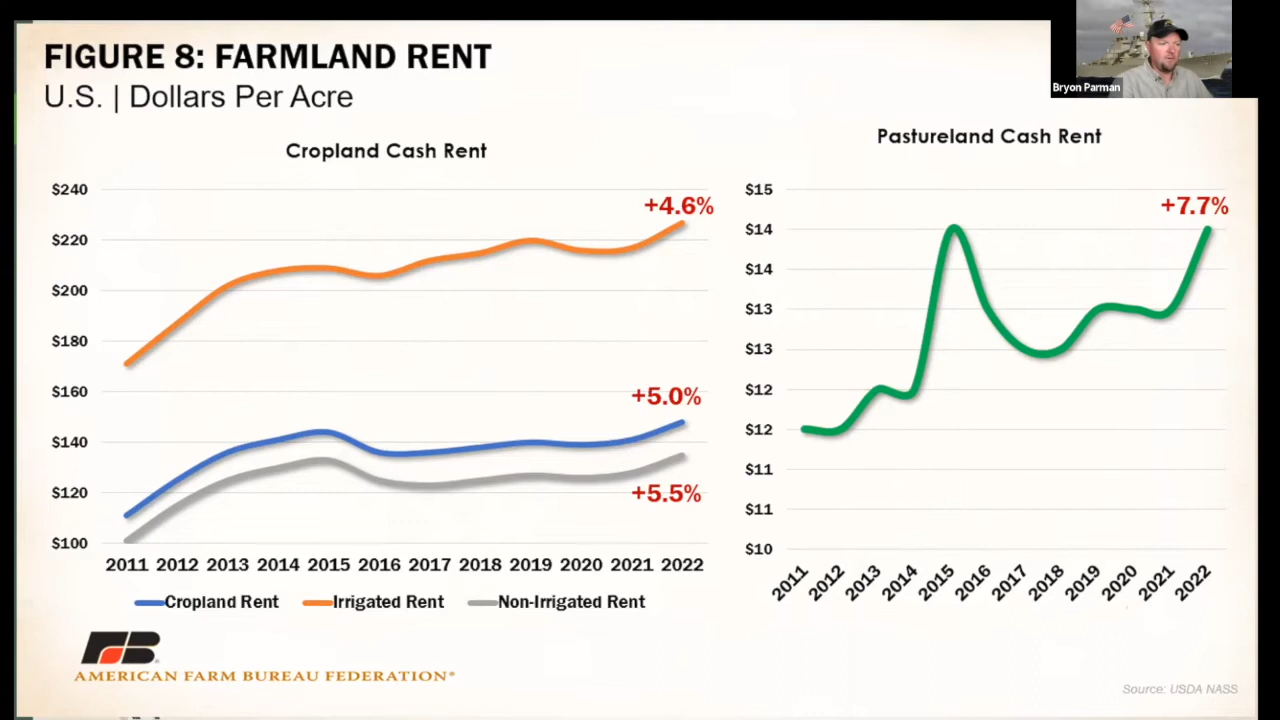 FIGURE 8: FARMLAND RENT
U.S. | Dollars Per Acre
Bryon Parman
Cropland Cash Rent
$240
$220
$200
$180
$160
$140
$120
$100
+4.6%
+5.0%
+5.5%
2011 2012 2013 2014 2015 2016 2017 2018 2019 2020 2021 2022
Cropland Rent Irrigated Rent Non-Irrigated Rent
Pastureland Cash Rent
$15
$14
$14
$13
$13
$12
$12
$11
$11
$10
+7.7%
2011 2012 2013 2014 2015 2016 2017 2018 2019 2020 2021 2022
AMERICAN FARM BUREAU FEDERATION®
Source: USDA NASS